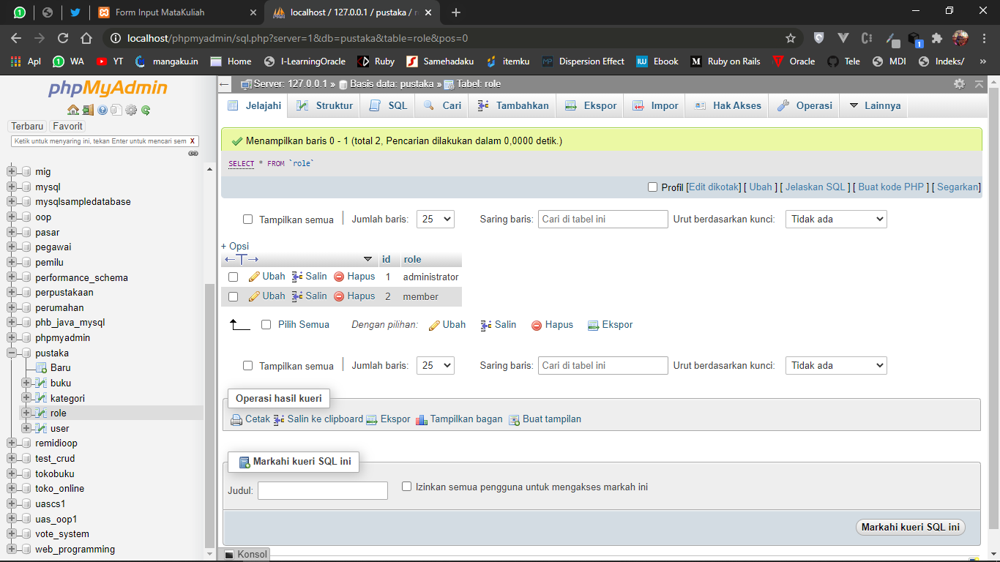 Form Input MataKuliah
localhost / 127.0.0.1 / pustaka /
localhost/phpmyadmin/sql.php?server=1&db=pustaka&table=role&pos=0
Apl WA YT mangaku.in Home I-LearningOracle Ruby Samehadaku itemku Dispersion Effect Ebook Ruby on Rails Oracle Tele MDI Indeks/ »
phpMyAdmin
Terbaru Favorit
Ketik untuk menyaring ini, tekan Enter untuk mencari sem X
mig
mysql
mysqlsampledatabase
oop
pasar
pegawai
pemilu
performance_schema
perpustakaan
perumahan
phb_java_mysql
phpmyadmin
pustaka
Baru
buku
kategori
role
user
remidioop
test_crud
tokobuku
toko_online
uascs1
uas_oop1
vote_system
web_programming
Server: 127.0.0.1 » Basis data: pustaka » Tabel: role
Jelajahi Struktur SQL Cari Tambahkan Ekspor Impor Hak Akses Operasi Lainnya
Menampilkan baris 0 - 1 (total 2, Pencarian dilakukan dalam 0,0000 detik.)
SELECT * FROM `role`
Profil [Edit dikotak] [ Ubah ] [ Jelaskan SQL ] [ Buat kode PHP ] [ Segarkan]
Tampilkan semua | Jumlah baris: 25 Saring baris: Cari di tabel ini Urut berdasarkan kunci: Tidak ada
+ Opsi
←T→ id role
Ubah Salin Hapus 1 administrator
Ubah Salin Hapus 2 member
Pilih Semua Dengan pilihan: Ubah Salin Hapus Ekspor
Tampilkan semua | Jumlah baris: 25 Saring baris: Cari di tabel ini Urut berdasarkan kunci: Tidak ada
Operasi hasil kueri
Cetak Salin ke clipboard Ekspor Tampilkan bagan Buat tampilan
Markahi kueri SQL ini
Judul: Izinkan semua pengguna untuk mengakses markah ini
Markahi kueri SQL ini
Konsol